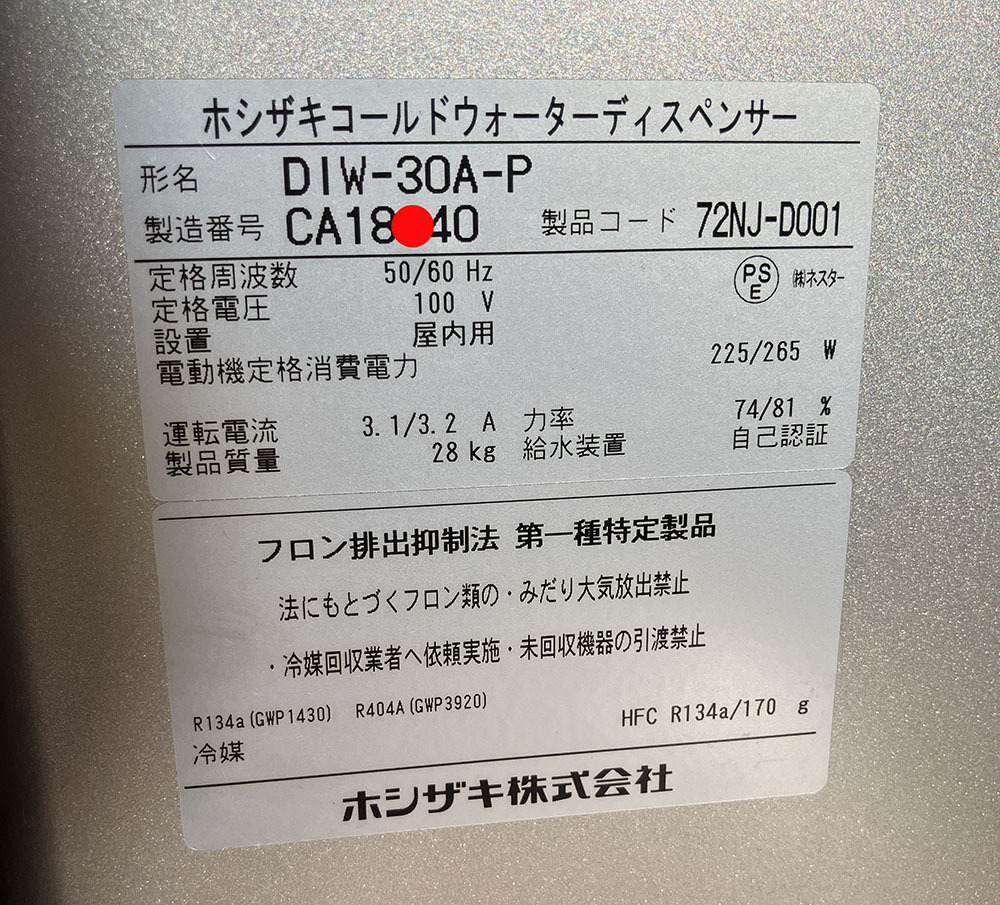 ホシザキコールドウォーターディスペンサー
形名 DIW-30A-P
製造番号 CA18 40 製品コード 72NJ-D001
定格周波数 50/60 Hz PSE ㈱ネスター
定格電圧 100 V
設置 屋内用
電動機定格消費電力 225/265 W
運転電流 3.1/3.2 A 力率 74/81 %
製品質量 28 kg 給水装置 自己認証
フロン排出抑制法 第一種特定製品
法にもとづくフロン類の・みだり大気放出禁止
・冷媒回収業者へ依頼実施・未回収機器の引渡禁止
R134a(GWP1430) R404A(GWP3920)
冷媒 HFC R134a/170 g
ホシザキ株式会社